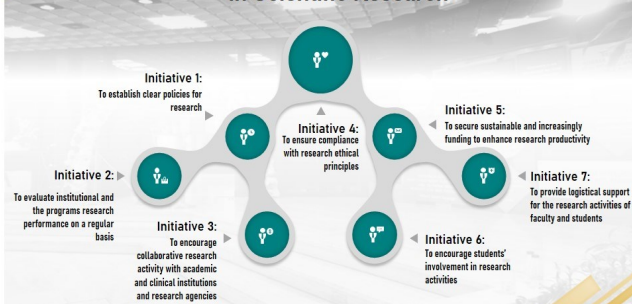 in Scientific Research
Initiative 1:
To establish clear policies for
research
Initiative 2:
To evaluate institutional and
the programs research
performance on a regular
basis
Initiative 3:
To encourage
collaborative research
activity with academic
and clinical institutions
and research agencies
Initiative 4:
To ensure compliance
with research ethical
principles
Initiative 5:
To secure sustainable and increasingly
funding to enhance research productivity
Initiative 6:
To encourage students'
involvement in research
activities
Initiative 7:
To provide logistical support
for the research activities of
faculty and students